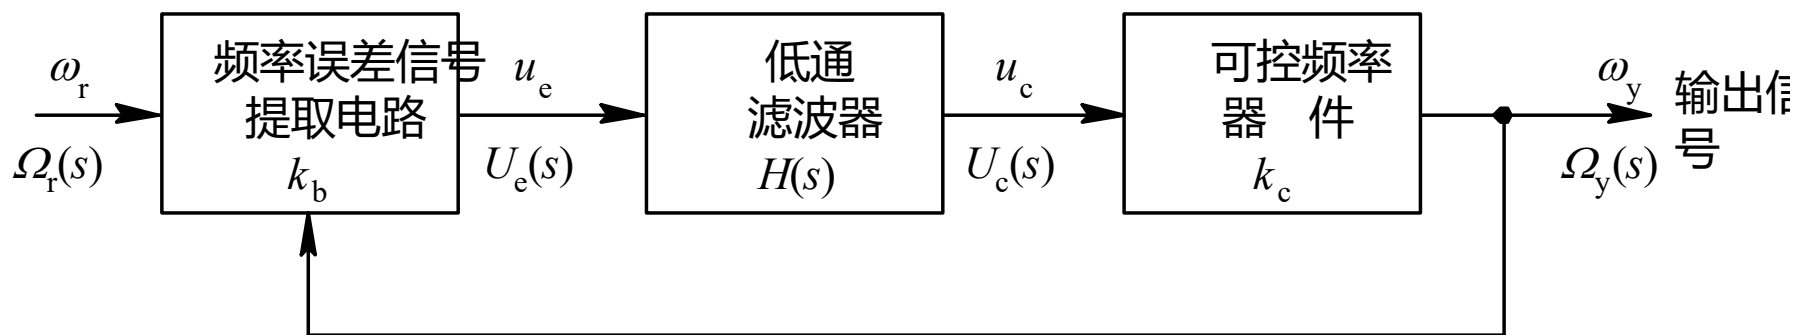 ω_r
Ω_r(s)
频率误差信号
提取电路
k_b
u_e
U_e(s)
低通
滤波器
H(s)
u_c
U_c(s)
可控频率
器 件
k_c
ω_y
Ω_y(s)
输出信
号